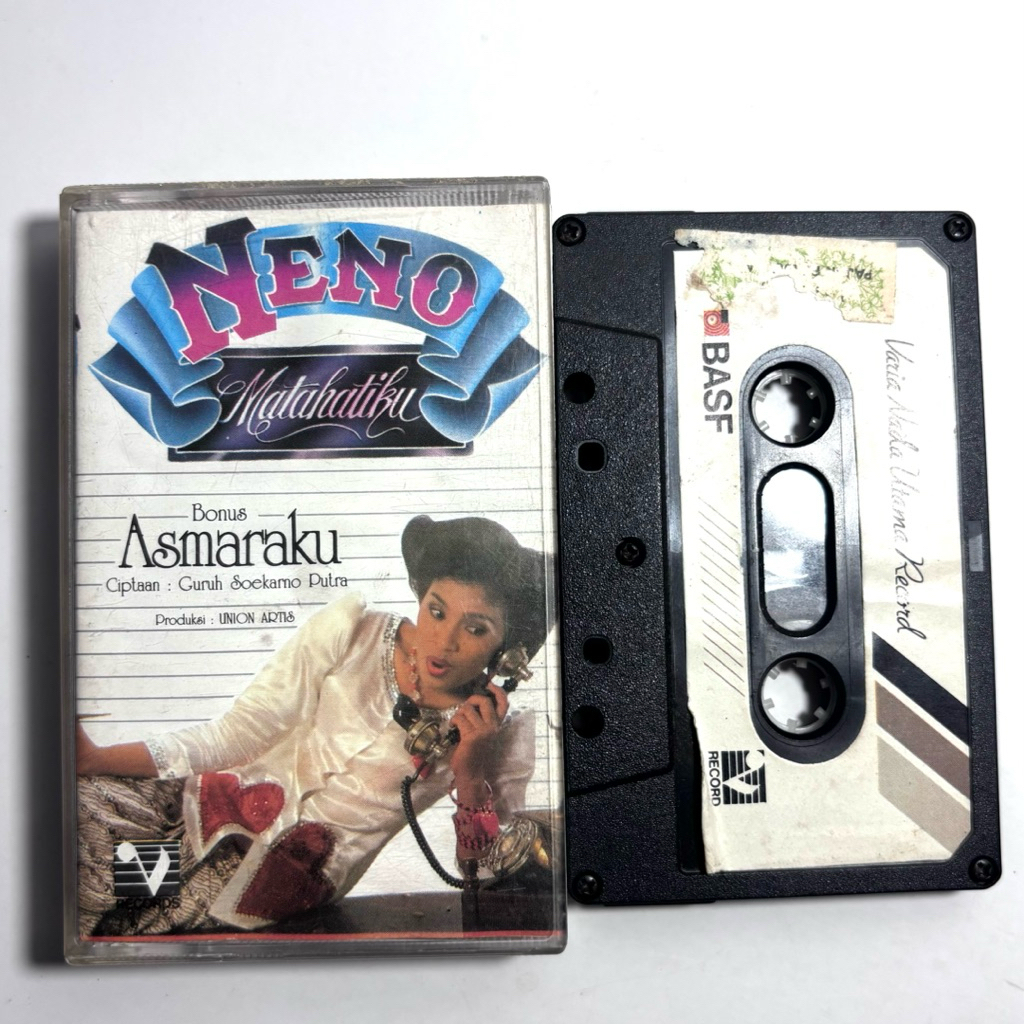 NENO
Matahatiku
Bonus
Asmaraku
Ciptaan : Guruh Soekarno Putra
Produksi : UNION ARTIS
V
RECORDS
BASF
Varia Nada Utama Record
V
RECORD